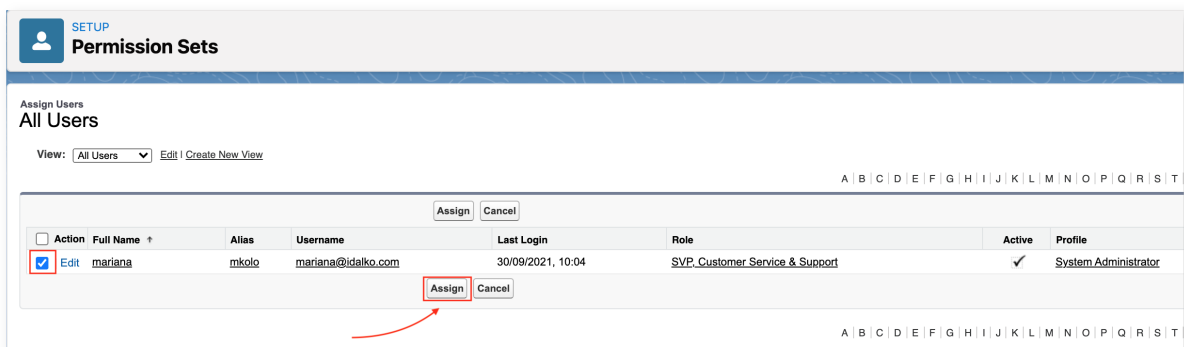 SETUP
Permission Sets
Assign Users
All Users
View: All Users Edit | Create New View
A | B | C | D | E | F | G | H | I | J | K | L | M | N | O | P | Q | R | S | T
Assign Cancel
Action Full Name ↑ Alias Username Last Login Role Active Profile
Edit mariana mkolo mariana@idalko.com 30/09/2021, 10:04 SVP, Customer Service & Support System Administrator
Assign Cancel
A | B | C | D | E | F | G | H | I | J | K | L | M | N | O | P | Q | R | S | T